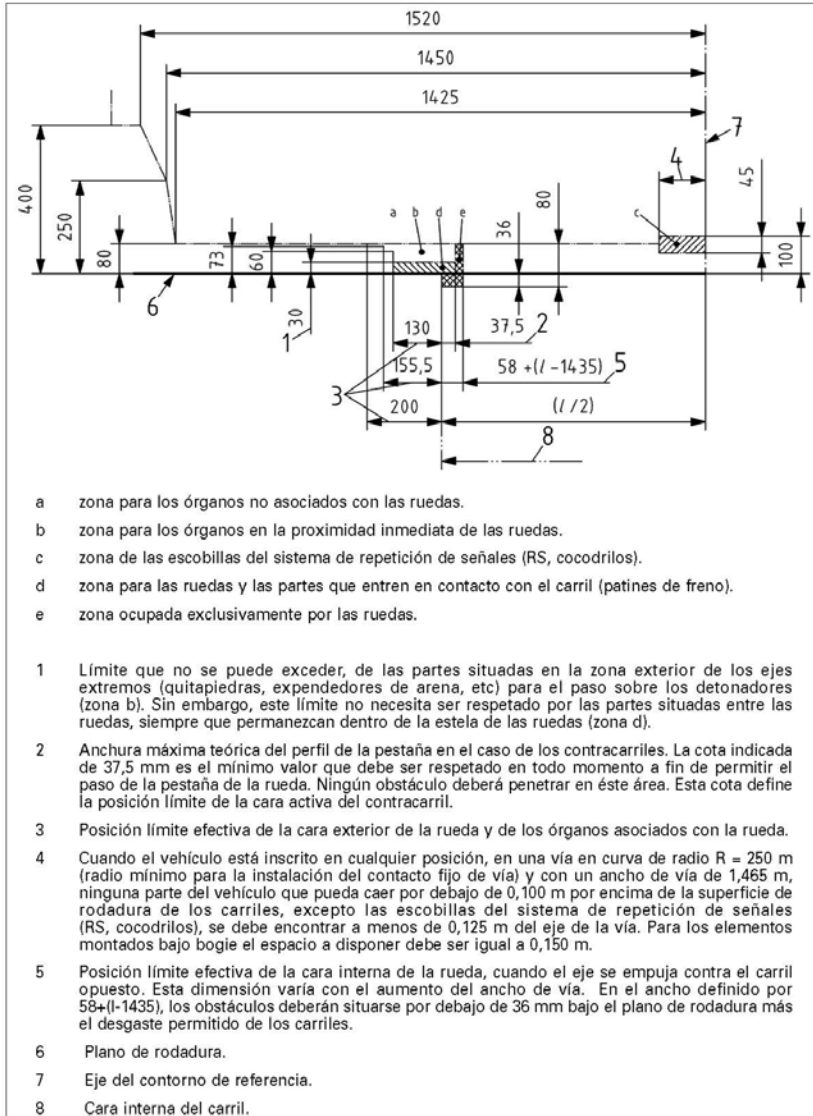 1520
1450
1425
7
4
400
250
80
73
60
a b d e
36
80
c
45
100
6
1
30
130
37,5 2
155,5
58 +(l -1435) 5
3
200
(l /2)
8
a zona para los órganos no asociados con las ruedas.
b zona para los órganos en la proximidad inmediata de las ruedas.
c zona de las escobillas del sistema de repetición de señales (RS, cocodrilos).
d zona para las ruedas y las partes que entren en contacto con el carril (patines de freno).
e zona ocupada exclusivamente por las ruedas.
1 Límite que no se puede exceder, de las partes situadas en la zona exterior de los ejes
extremos (quitapiedras, expendedores de arena, etc) para el paso sobre los detonadores
(zona b). Sin embargo, este límite no necesita ser respetado por las partes situadas entre las
ruedas, siempre que permanezcan dentro de la estela de las ruedas (zona d).
2 Anchura máxima teórica del perfil de la pestaña en el caso de los contracarriles. La cota indicada
de 37,5 mm es el mínimo valor que debe ser respetado en todo momento a fin de permitir el
paso de la pestaña de la rueda. Ningún obstáculo deberá penetrar en éste área. Esta cota define
la posición límite de la cara activa del contracarril.
3 Posición límite efectiva de la cara exterior de la rueda y de los órganos asociados con la rueda.
4 Cuando el vehículo está inscrito en cualquier posición, en una vía en curva de radio R = 250 m
(radio mínimo para la instalación del contacto fijo de vía) y con un ancho de vía de 1,465 m,
ninguna parte del vehículo que pueda caer por debajo de 0,100 m por encima de la superficie de
rodadura de los carriles, excepto las escobillas del sistema de repetición de señales
(RS, cocodrilos), se debe encontrar a menos de 0,125 m del eje de la vía. Para los elementos
montados bajo bogie el espacio a disponer debe ser igual a 0,150 m.
5 Posición límite efectiva de la cara interna de la rueda, cuando el eje se empuja contra el carril
opuesto. Esta dimensión varía con el aumento del ancho de vía. En el ancho definido por
58+(l-1435), los obstáculos deberán situarse por debajo de 36 mm bajo el plano de rodadura más
el desgaste permitido de los carriles.
6 Plano de rodadura.
7 Eje del contorno de referencia.
8 Cara interna del carril.